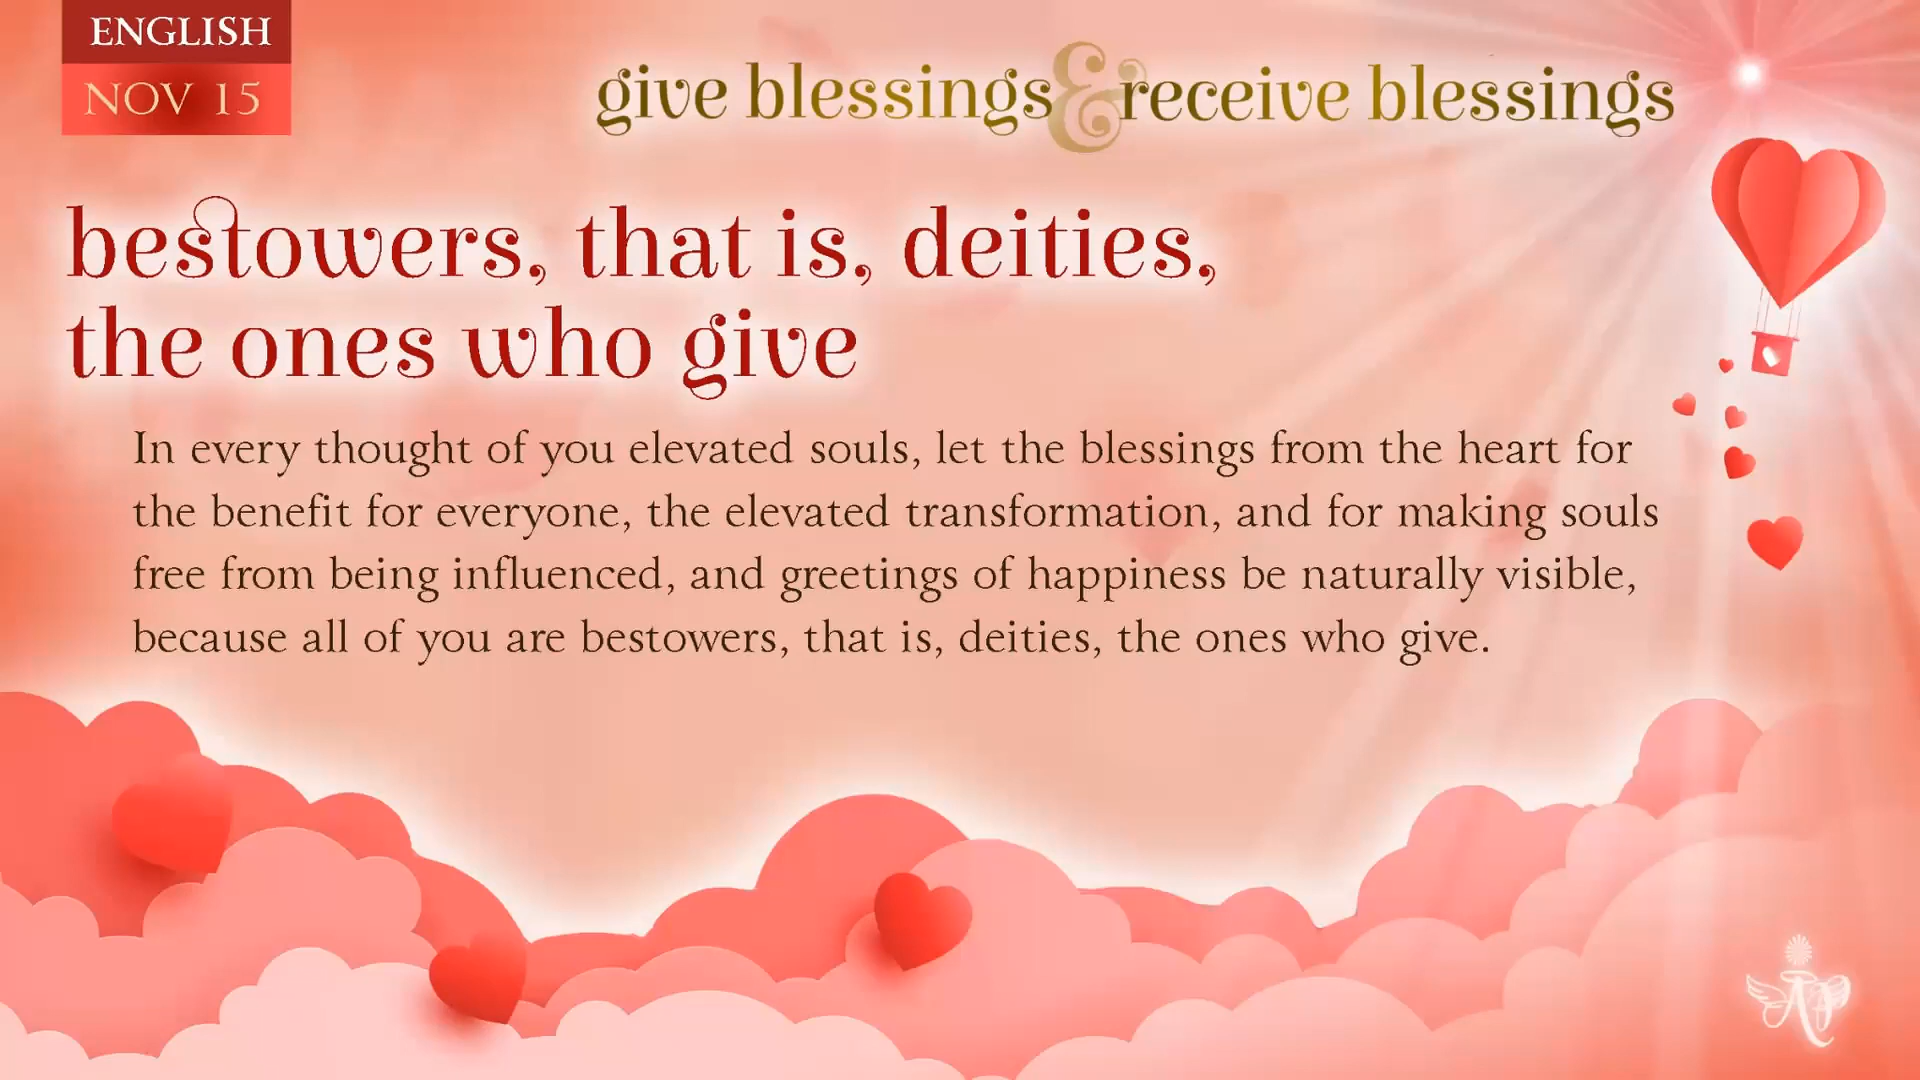 ENGLISH
NOV 15
give blessings & receive blessings
bestowers, that is, deities,
the ones who give
In every thought of you elevated souls, let the blessings from the heart for
the benefit for everyone, the elevated transformation, and for making souls
free from being influenced, and greetings of happiness be naturally visible,
because all of you are bestowers, that is, deities, the ones who give.